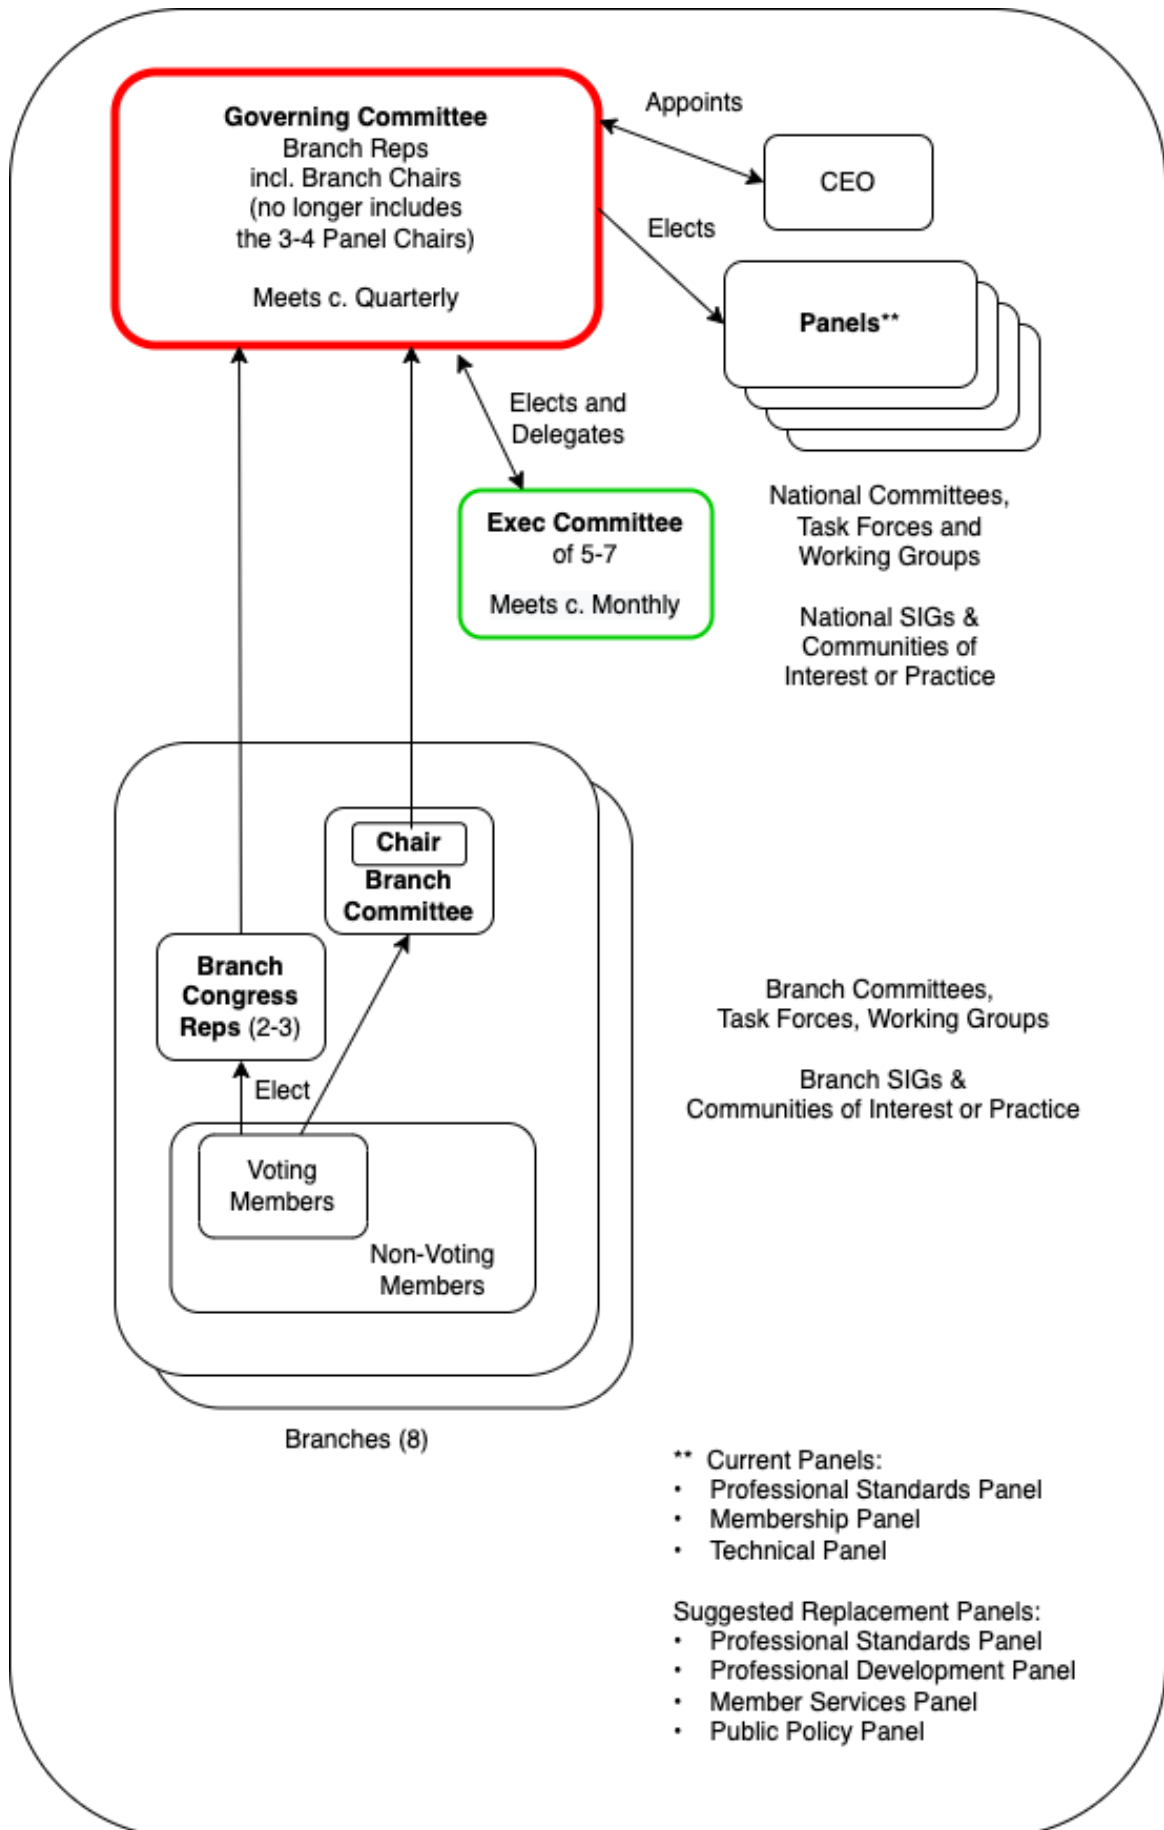 Governing Committee
Branch Reps
incl. Branch Chairs
(no longer includes
the 3-4 Panel Chairs)
Meets c. Quarterly
Appoints
CEO
Elects
Panels**
Elects and
Delegates
Exec Committee
of 5-7
Meets c. Monthly
National Committees,
Task Forces and
Working Groups
National SIGs &
Communities of
Interest or Practice
Chair
Branch
Committee
Branch
Congress
Reps (2-3)
Elect
Voting
Members
Non-Voting
Members
Branches (8)
Branch Committees,
Task Forces, Working Groups
Branch SIGs &
Communities of Interest or Practice
** Current Panels:
• Professional Standards Panel
• Membership Panel
• Technical Panel
Suggested Replacement Panels:
• Professional Standards Panel
• Professional Development Panel
• Member Services Panel
• Public Policy Panel